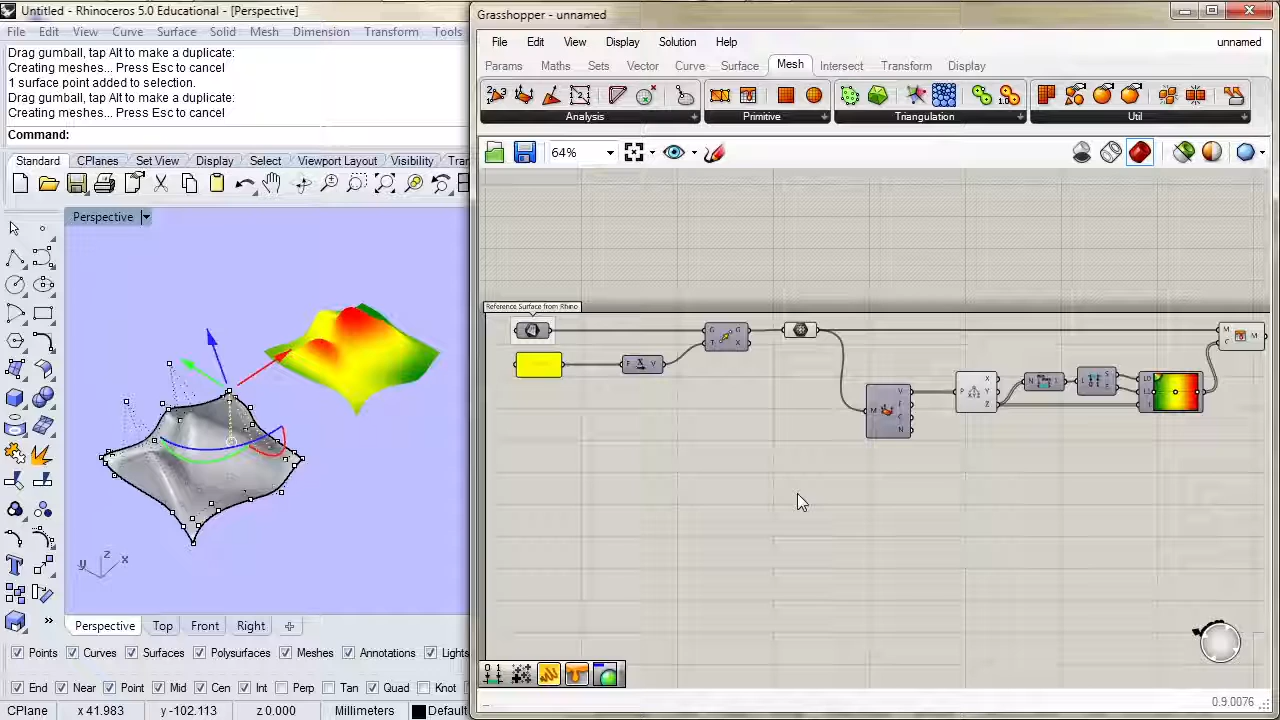 Untitled - Rhinoceros 5.0 Educational - [Perspective]
File Edit View Curve Surface Solid Mesh Dimension Transform Tools
Drag gumball, tap Alt to make a duplicate:
Creating meshes... Press Esc to cancel
1 surface point added to selection.
Drag gumball, tap Alt to make a duplicate:
Creating meshes... Press Esc to cancel
Command:
Standard CPlanes Set View Display Select Viewport Layout Visibility
Perspective
z
y x
Perspective Top Front Right
Points Curves Surfaces Polysurfaces Meshes Annotations Lights
End Near Point Mid Cen Int Perp Tan Quad Knot
CPlane x 41.983 y -102.113 z 0.000 Millimeters Default
Grasshopper - unnamed
File Edit View Display Solution Help unnamed
Params Maths Sets Vector Curve Surface Mesh Intersect Transform Display
Analysis Primitive Triangulation Util
64%
Reference Surface from Rhino
G G
T X
F V
M C M
M V F C N
P X Y Z
0.9.0076